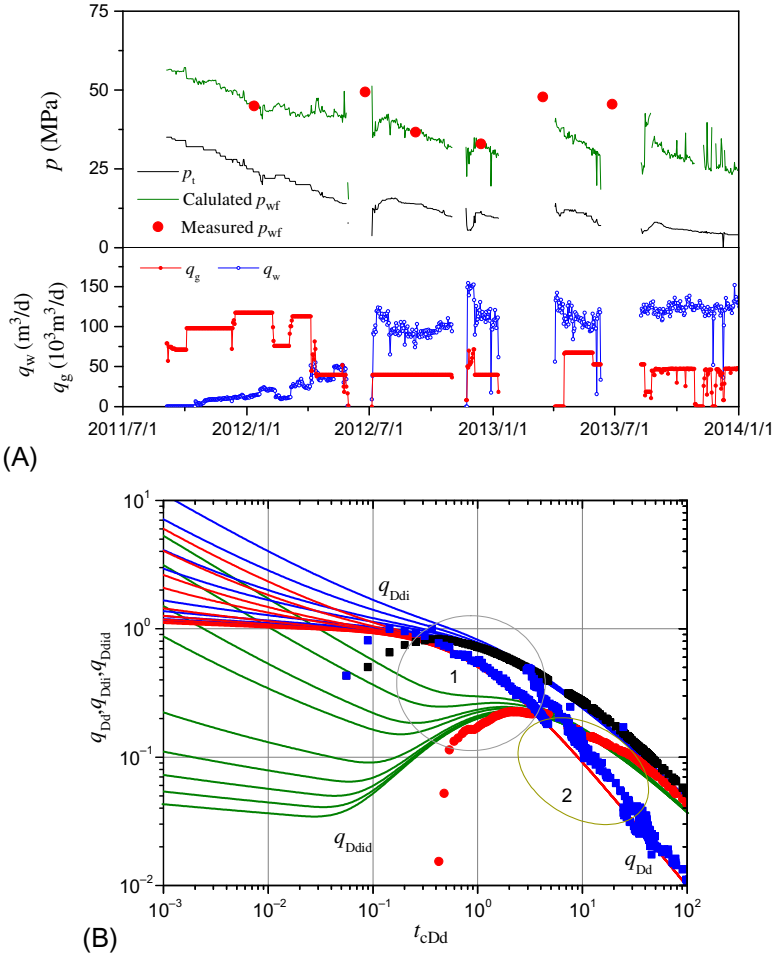 75
50
25
0
p (MPa)
p_t
Calulated p_wf
Measured p_wf
q_g
q_w
150
100
50
0
q_w (m^3/d)
q_g (10^3m^3/d)
2011/7/1 2012/1/1 2012/7/1 2013/1/1 2013/7/1 2014/1/1
(A)
10^1
10^0
10^-1
10^-2
q_Dd,q_Ddi,q_Ddid
q_Ddi
1
2
q_Ddid
q_Dd
10^-3 10^-2 10^-1 10^0 10^1 10^2
t_cDd
(B)